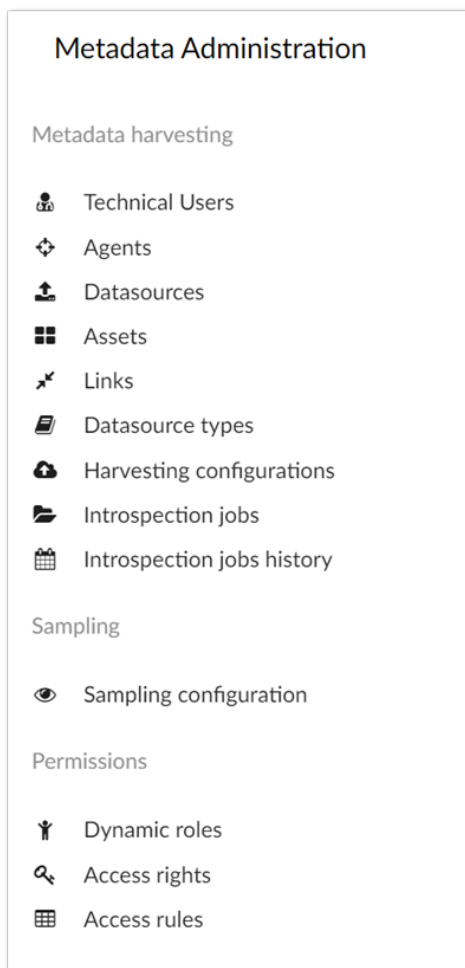 Metadata Administration
Metadata harvesting
Technical Users
Agents
Datasources
Assets
Links
Datasource types
Harvesting configurations
Introspection jobs
Introspection jobs history
Sampling
Sampling configuration
Permissions
Dynamic roles
Access rights
Access rules